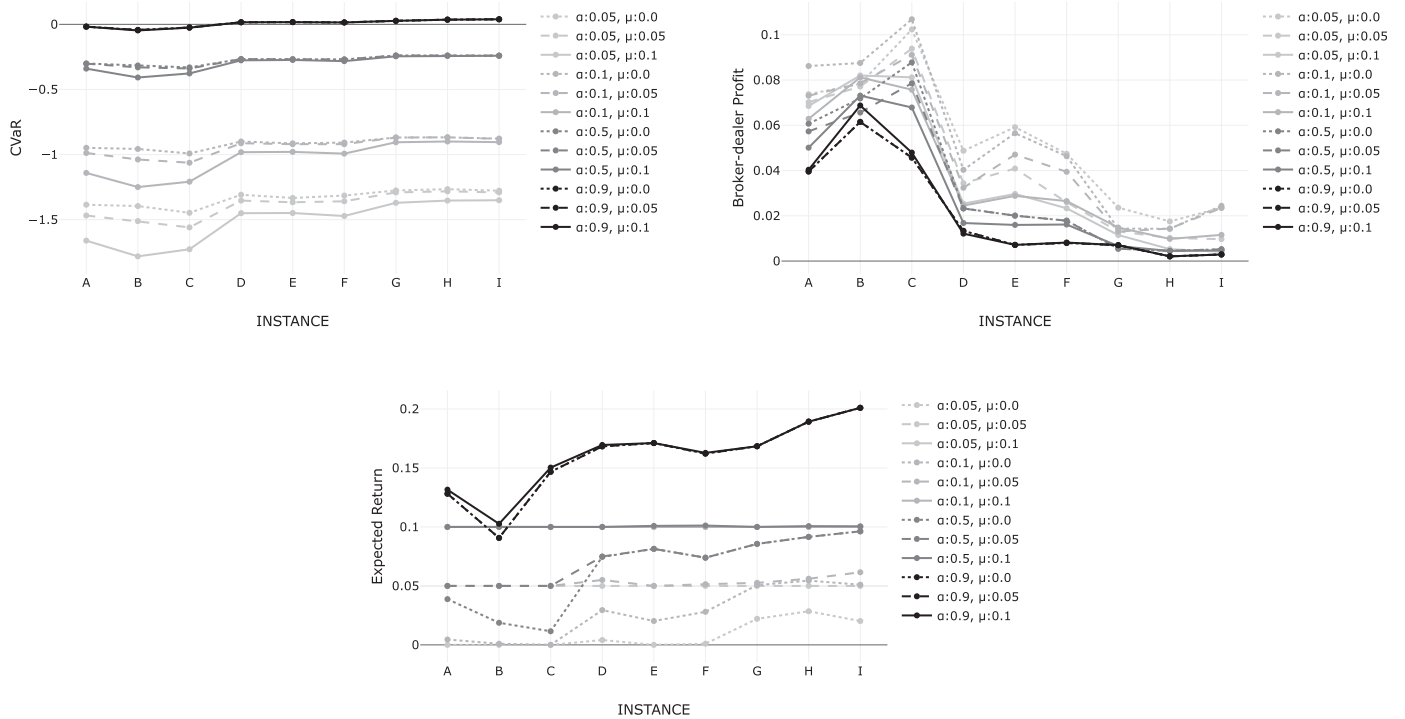 0
−0.5
−1
−1.5
CVaR
A B C D E F G H I
INSTANCE
α:0.05, μ:0.0
α:0.05, μ:0.05
α:0.05, μ:0.1
α:0.1, μ:0.0
α:0.1, μ:0.05
α:0.1, μ:0.1
α:0.5, μ:0.0
α:0.5, μ:0.05
α:0.5, μ:0.1
α:0.9, μ:0.0
α:0.9, μ:0.05
α:0.9, μ:0.1
0.1
0.08
0.06
0.04
0.02
0
Broker-dealer Profit
A B C D E F G H I
INSTANCE
α:0.05, μ:0.0
α:0.05, μ:0.05
α:0.05, μ:0.1
α:0.1, μ:0.0
α:0.1, μ:0.05
α:0.1, μ:0.1
α:0.5, μ:0.0
α:0.5, μ:0.05
α:0.5, μ:0.1
α:0.9, μ:0.0
α:0.9, μ:0.05
α:0.9, μ:0.1
0.2
0.15
0.1
0.05
0
Expected Return
A B C D E F G H I
INSTANCE
α:0.05, μ:0.0
α:0.05, μ:0.05
α:0.05, μ:0.1
α:0.1, μ:0.0
α:0.1, μ:0.05
α:0.1, μ:0.1
α:0.5, μ:0.0
α:0.5, μ:0.05
α:0.5, μ:0.1
α:0.9, μ:0.0
α:0.9, μ:0.05
α:0.9, μ:0.1